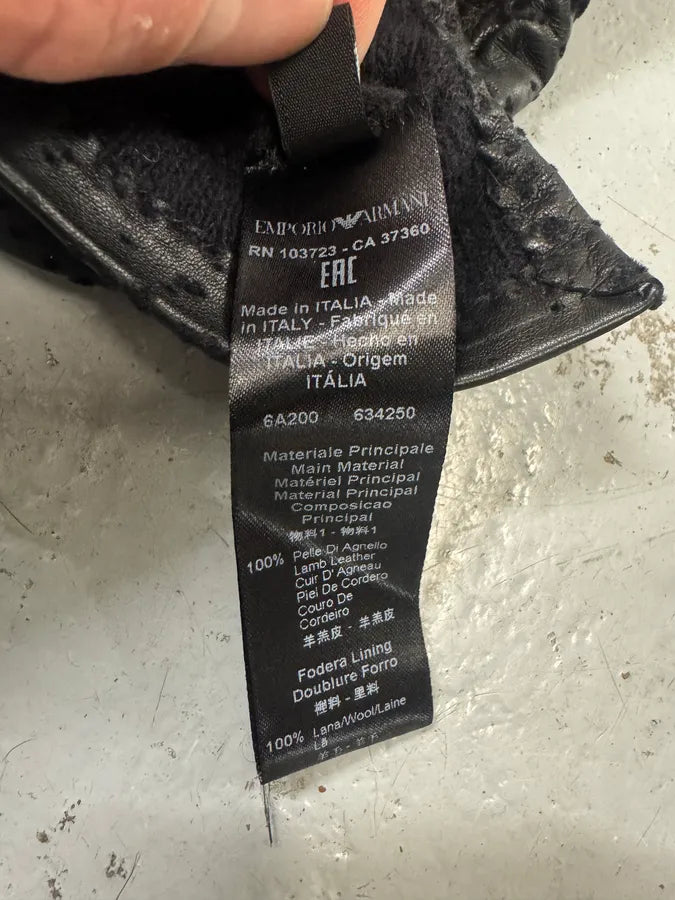 EMPORIO ARMANI
RN 103723 - CA 37360
EAC
Made in ITALIA - Made
in ITALY - Fabriqué en
ITALIE - Hecho en
ITALIA - Origem
ITÁLIA
6A200 634250
Materiale Principale
Main Material
Matériel Principal
Material Principal
Composicao
Principal
物料1 - 物料1
100% Pelle Di Agnello
Lamb Leather
Cuir D' Agneau
Piel De Cordero
Couro De
Cordeiro
羊羔皮 - 羊羔皮
Fodera Lining
Doublure Forro
裡料 - 里料
100% Lana/Wool/Laine
Lã